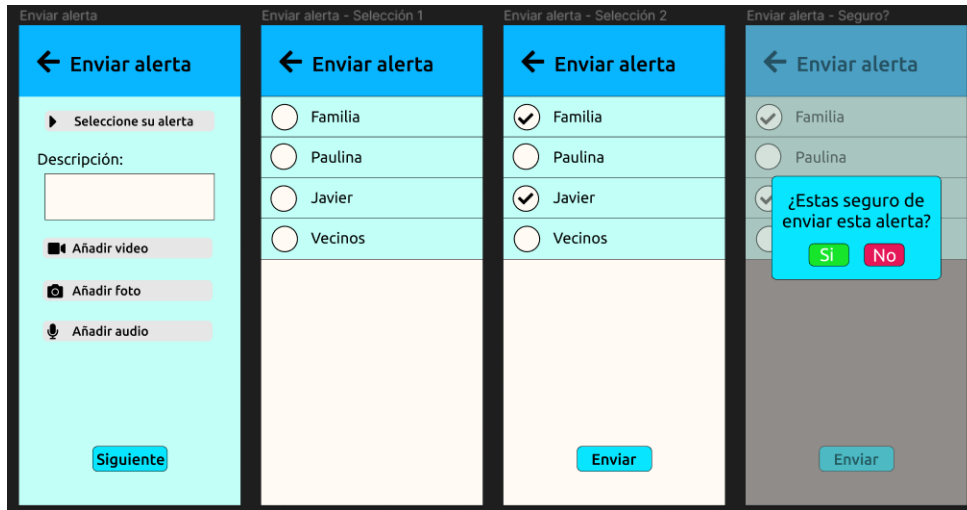 Enviar alerta
Enviar alerta
Seleccione su alerta
Descripción:
Añadir video
Añadir foto
Añadir audio
Siguiente
Enviar alerta - Selección 1
Enviar alerta
Familia
Paulina
Javier
Vecinos
Enviar alerta - Selección 2
Enviar alerta
Familia
Paulina
Javier
Vecinos
Enviar
Enviar alerta - Seguro?
Enviar alerta
Familia
Paulina
¿Estas seguro de
enviar esta alerta?
Si No
Enviar